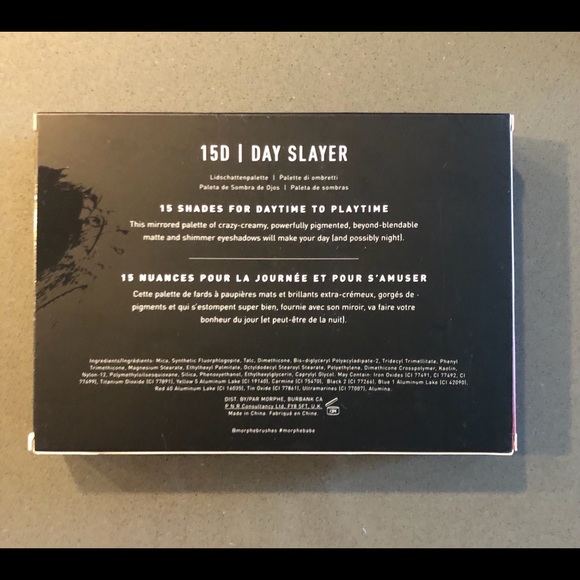 15D | DAY SLAYER
Lidschattenpalette | Palette di ombretti
Paleta de Sombra de Ojos | Paleta de sombras
15 SHADES FOR DAYTIME TO PLAYTIME
This mirrored palette of crazy-creamy, powerfully pigmented, beyond-blendable
matte and shimmer eyeshadows will make your day (and possibly night).
15 NUANCES POUR LA JOURNÉE ET POUR S'AMUSER
Cette palette de fards à paupières mats et brillants extra-crémeux, gorgés de
pigments et qui s'estompent super bien, fournie avec son miroir, va faire votre
bonheur du jour (et peut-être de la nuit).
Ingredients/Ingrédients: Mica, Synthetic Fluorphlogopite, Talc, Dimethicone, Bis-diglyceryl Polyacyladipate-2, Tridecyl Trimellitate, Phenyl
Trimethicone, Magnesium Stearate, Ethylhexyl Palmitate, Octyldodecyl Stearoyl Stearate, Polyethylene, Dimethicone Crosspolymer, Kaolin,
Nylon-12, Polymethylsilsesquioxane, Silica, Phenoxyethanol, Ethylhexylglycerin, Caprylyl Glycol. May Contain: Iron Oxides (CI 77491, CI 77492, CI
77499), Titanium Dioxide (CI 77891), Yellow 5 Aluminum Lake (CI 19140), Carmine (CI 75470), Black 2 (CI 77266), Blue 1 Aluminum Lake (CI 42090),
Red 40 Aluminum Lake (CI 16035), Tin Oxide (CI 77861), Ultramarines (CI 77007), Alumina.
DIST. BY/PAR MORPHE, BURBANK CA
P N R Consultancy Ltd, FY8 5FT, U.K.
Made in China. Fabriqué en Chine.
@morphebrushes #morphebabe